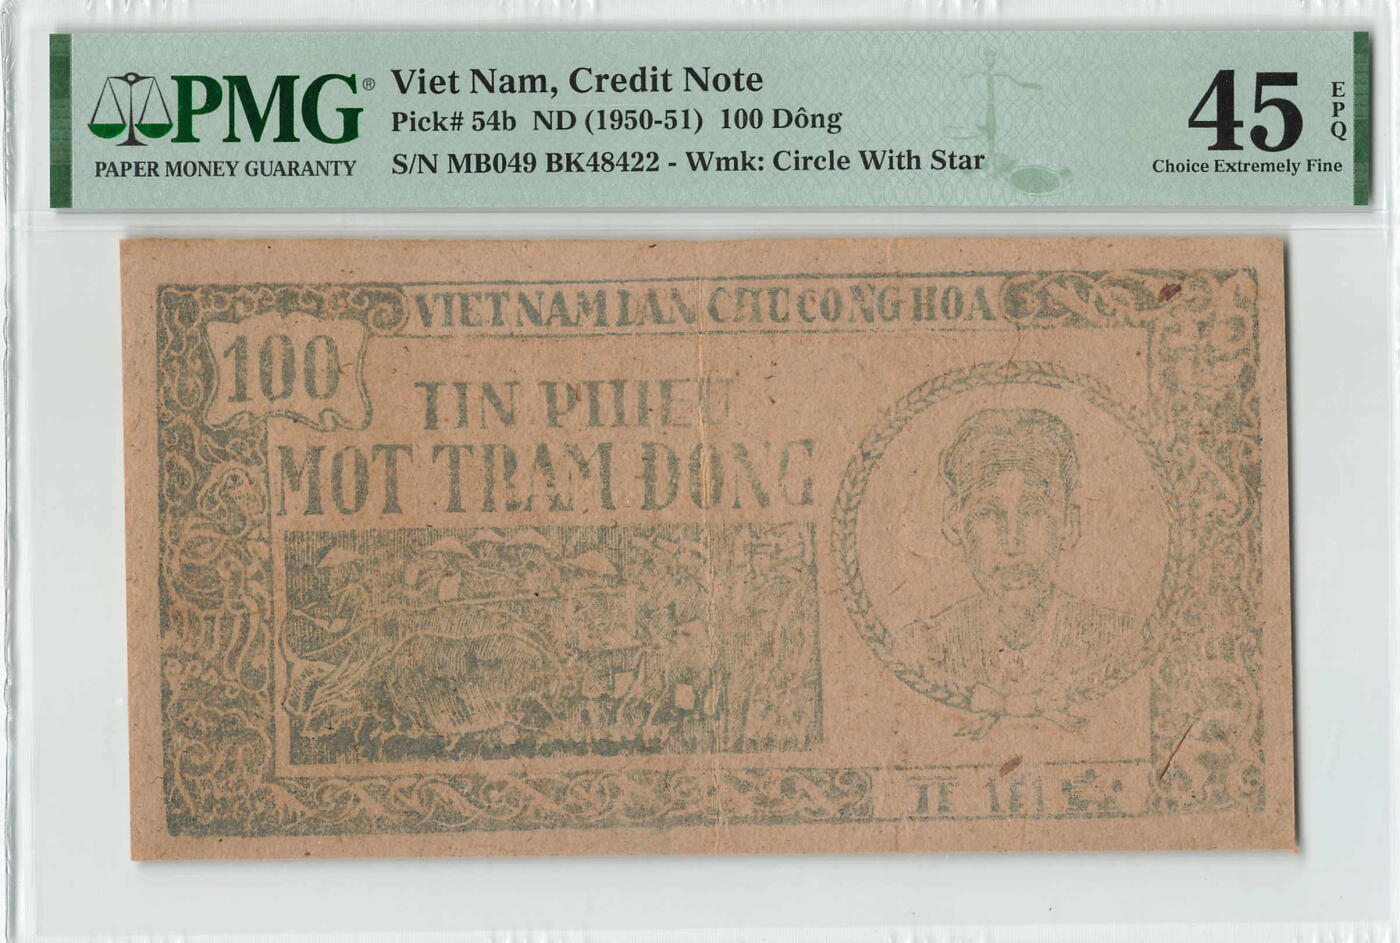 PMG®
PAPER MONEY GUARANTY
Viet Nam, Credit Note
Pick# 54b ND (1950-51) 100 Dông
S/N MB049 BK48422 - Wmk: Circle With Star
45 EPQ
Choice Extremely Fine
VIET NAM DAN CHU CONG HOA
100
TIN PHIEU
MOT TRAM ĐONG